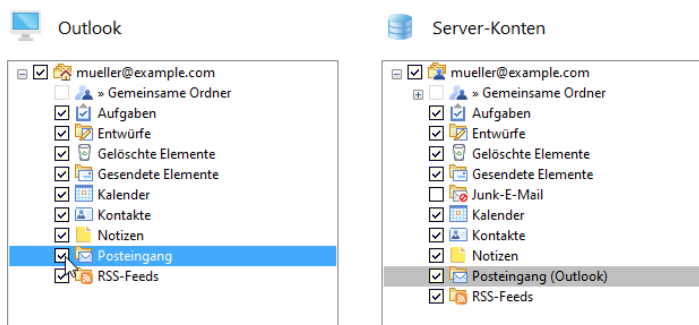 Outlook
mueller@example.com
» Gemeinsame Ordner
Aufgaben
Entwürfe
Gelöschte Elemente
Gesendete Elemente
Kalender
Kontakte
Notizen
Posteingang
RSS-Feeds
Server-Konten
mueller@example.com
» Gemeinsame Ordner
Aufgaben
Entwürfe
Gelöschte Elemente
Gesendete Elemente
Junk-E-Mail
Kalender
Kontakte
Notizen
Posteingang (Outlook)
RSS-Feeds